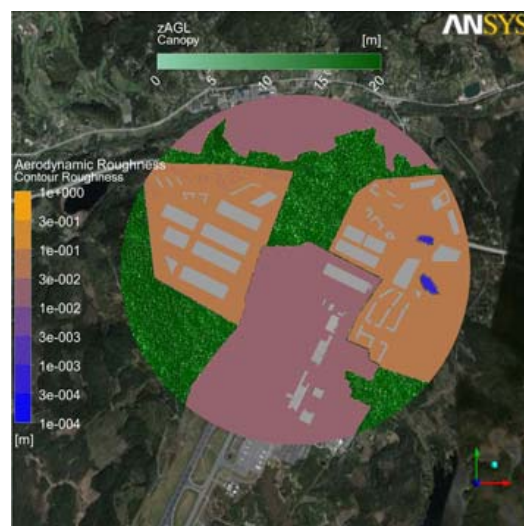 ANSYS
zAGL
Canopy
[m]
0
5
10
15
20
Aerodynamic Roughness
Contour Roughness
1e+000
3e-001
1e-001
3e-002
1e-002
3e-003
1e-003
3e-004
1e-004
[m]